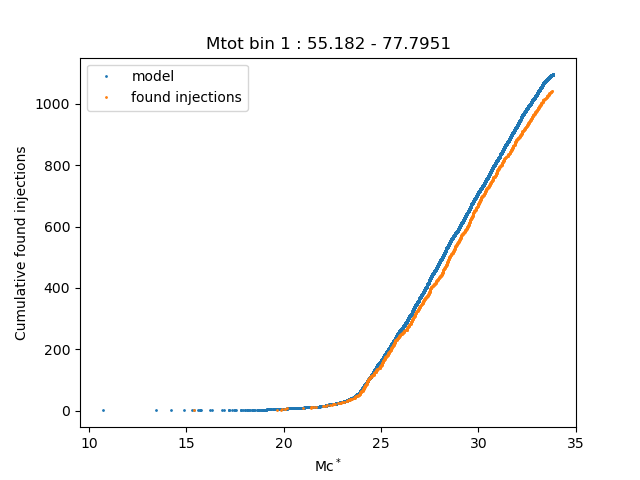 Mtot bin 1 : 55.182 - 77.7951
model
found injections
1000
800
600
400
200
0
Cumulative found injections
10 15 20 25 30 35
Mc*